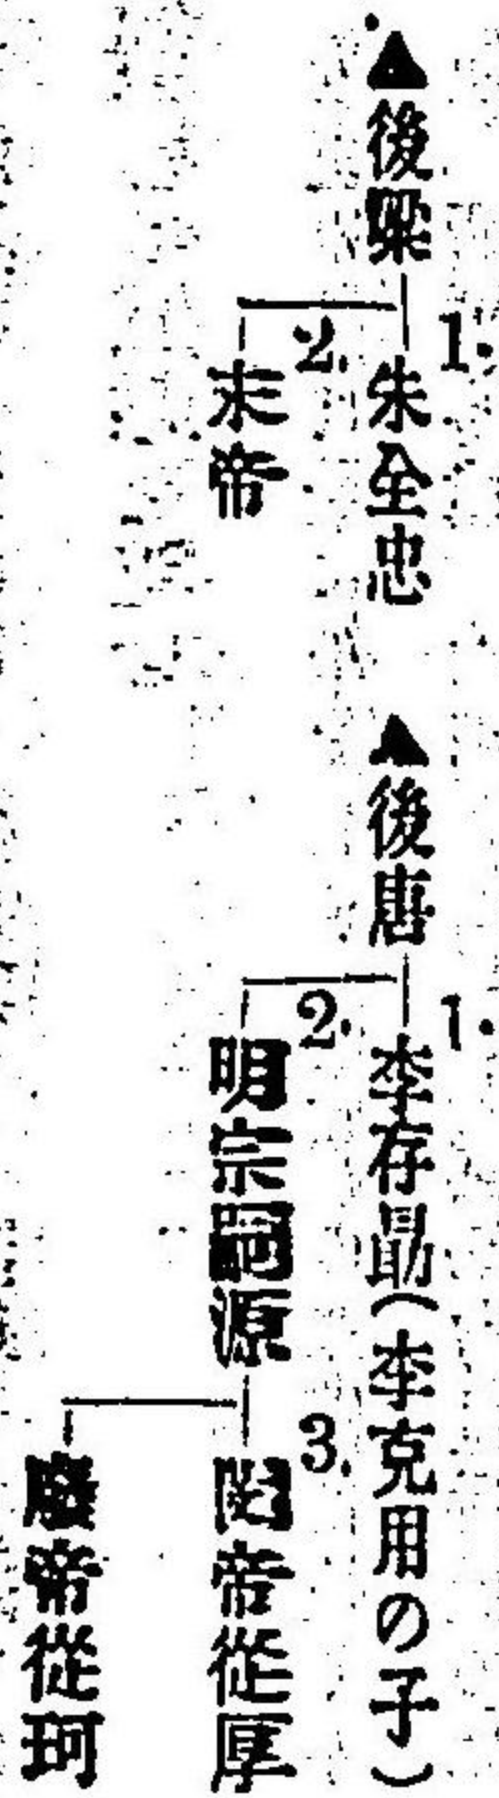 ▲後梁
1.朱全忠
2.末帝
▲後唐
1.李存勗(李克用の子)
2.明宗嗣源
3.閔帝從厚
廢帝從珂